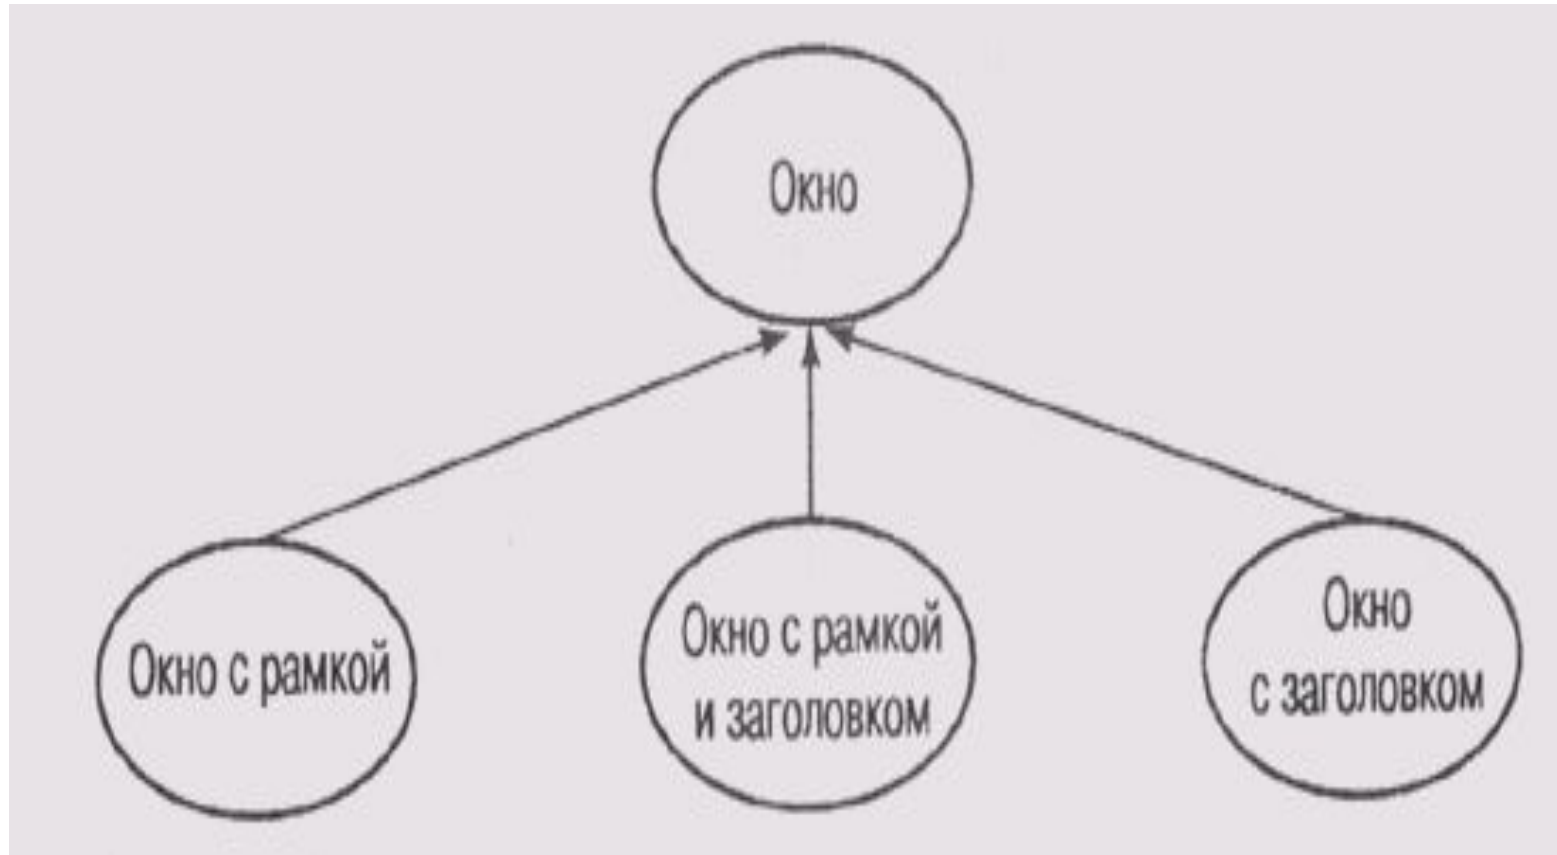 Окно
Окно с рамкой
Окно с рамкой
и заголовком
Окно
с заголовком